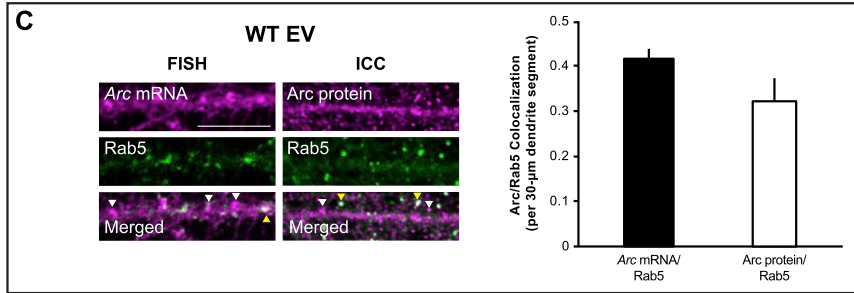 C
WT EV
FISH
ICC
Arc mRNA
Arc protein
Rab5
Rab5
Merged
Merged
Arc/Rab5 Colocalization
(per 30-μm dendrite segment)
0.5
0.4
0.3
0.2
0.1
0
Arc mRNA/
Rab5
Arc protein/
Rab5